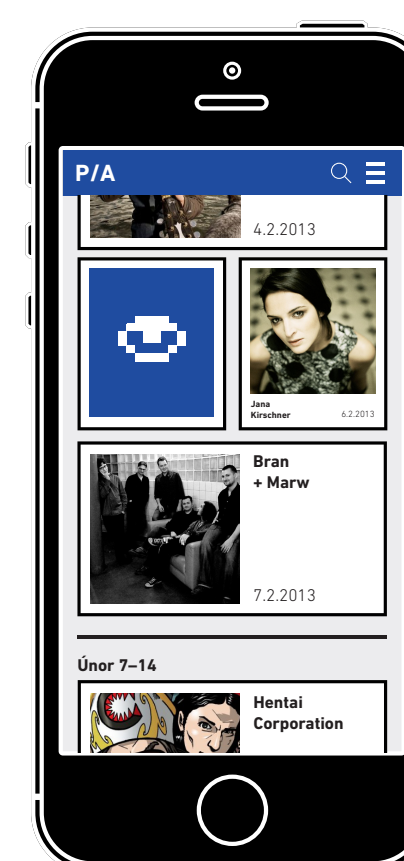 P/A
4.2.2013
Jana
Kirschner
6.2.2013
Bran
+ Marw
7.2.2013
Únor 7–14
Hentai
Corporation